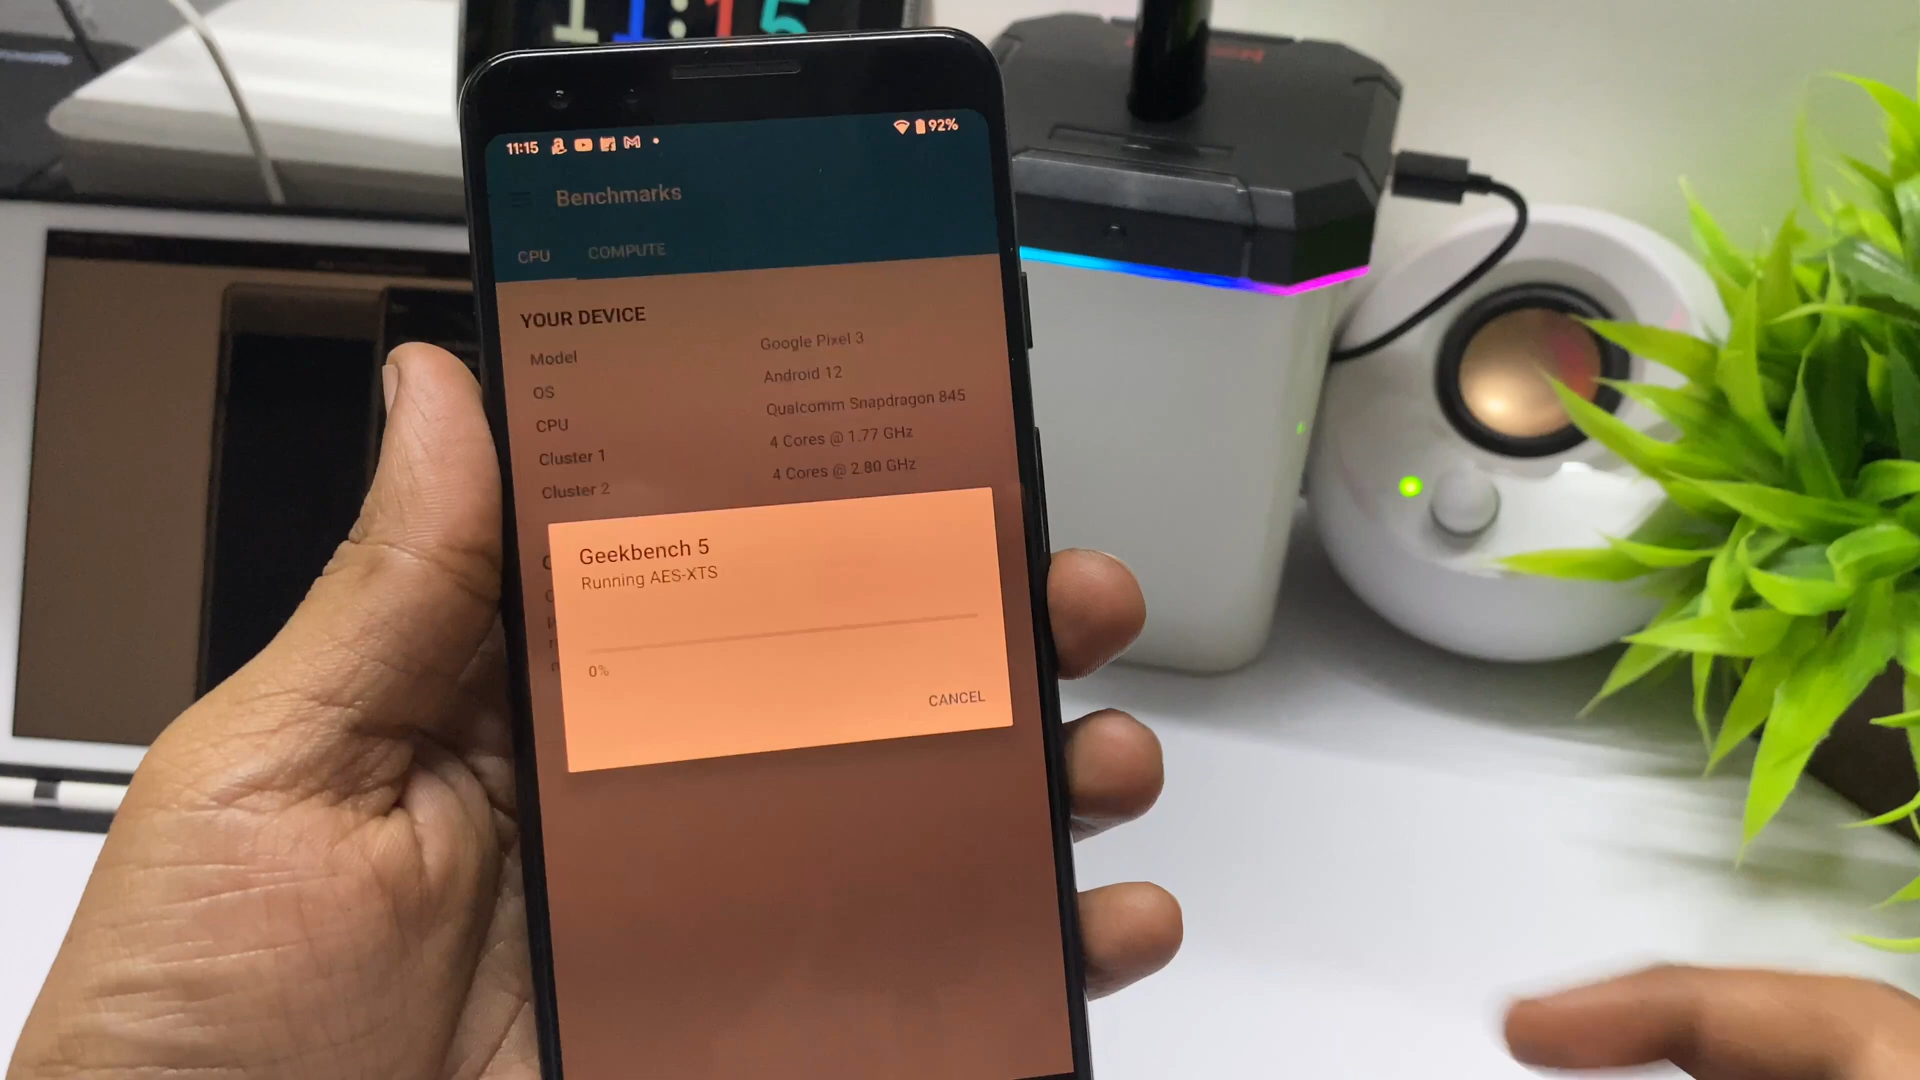 11:15
11:15 92%
Benchmarks
CPU COMPUTE
YOUR DEVICE
Model Google Pixel 3
OS Android 12
CPU Qualcomm Snapdragon 845
Cluster 1 4 Cores @ 1.77 GHz
Cluster 2 4 Cores @ 2.80 GHz
Geekbench 5
Running AES-XTS
0%
CANCEL